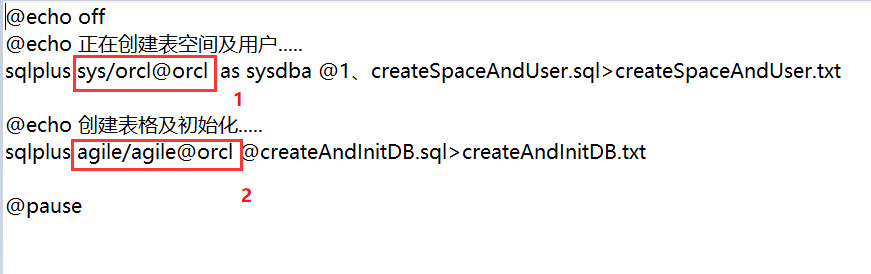 @echo off
@echo 正在创建表空间及用户.....
sqlplus sys/orcl@orcl as sysdba @1、createSpaceAndUser.sql>createSpaceAndUser.txt
1
@echo 创建表格及初始化.....
sqlplus agile/agile@orcl @createAndInitDB.sql>createAndInitDB.txt
2
@pause